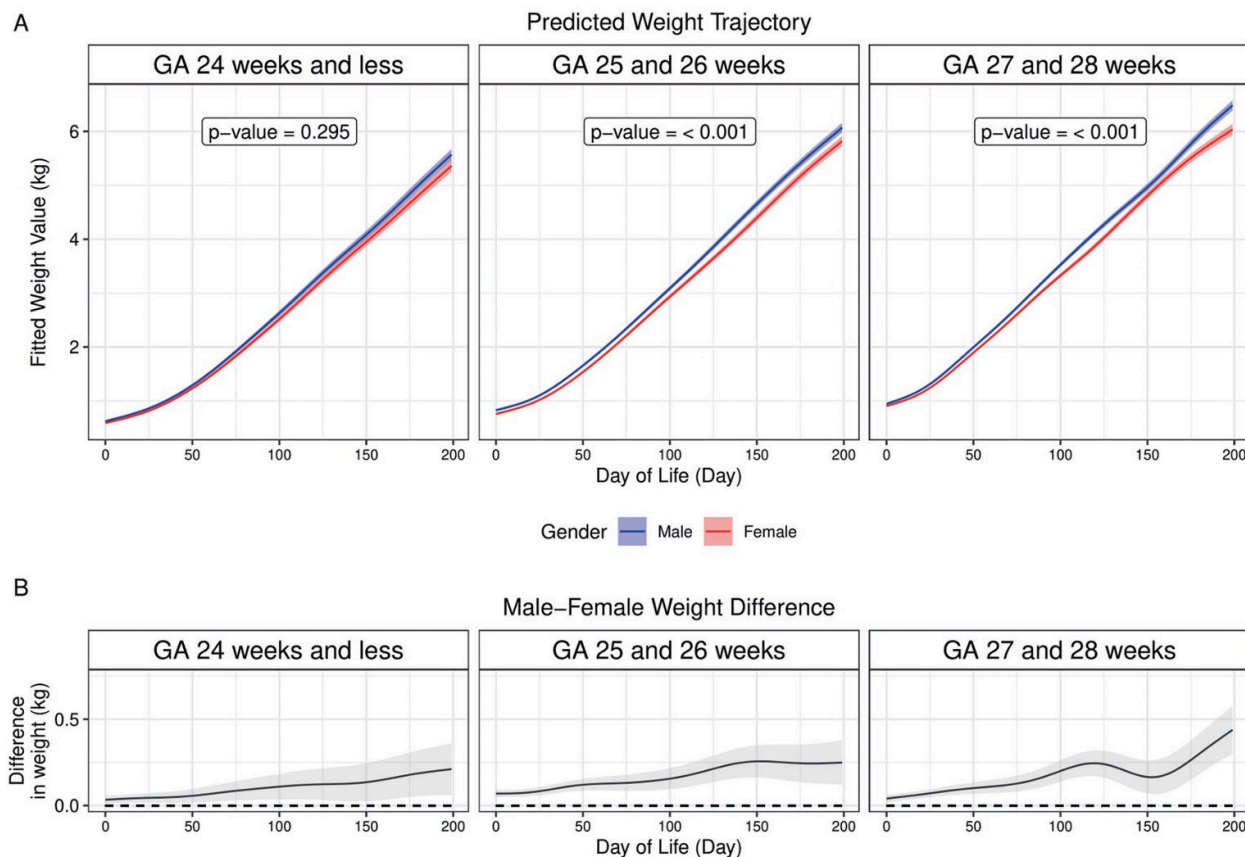 A
Predicted Weight Trajectory
GA 24 weeks and less
GA 25 and 26 weeks
GA 27 and 28 weeks
p−value = 0.295
p−value = < 0.001
p−value = < 0.001
Fitted Weight Value (kg)
6
4
2
0 50 100 150 200
0 50 100 150 200
0 50 100 150 200
Day of Life (Day)
Gender Male Female
B
Male−Female Weight Difference
GA 24 weeks and less
GA 25 and 26 weeks
GA 27 and 28 weeks
Difference
in weight (kg)
0.5
0.0
0 50 100 150 200
0 50 100 150 200
0 50 100 150 200
Day of Life (Day)